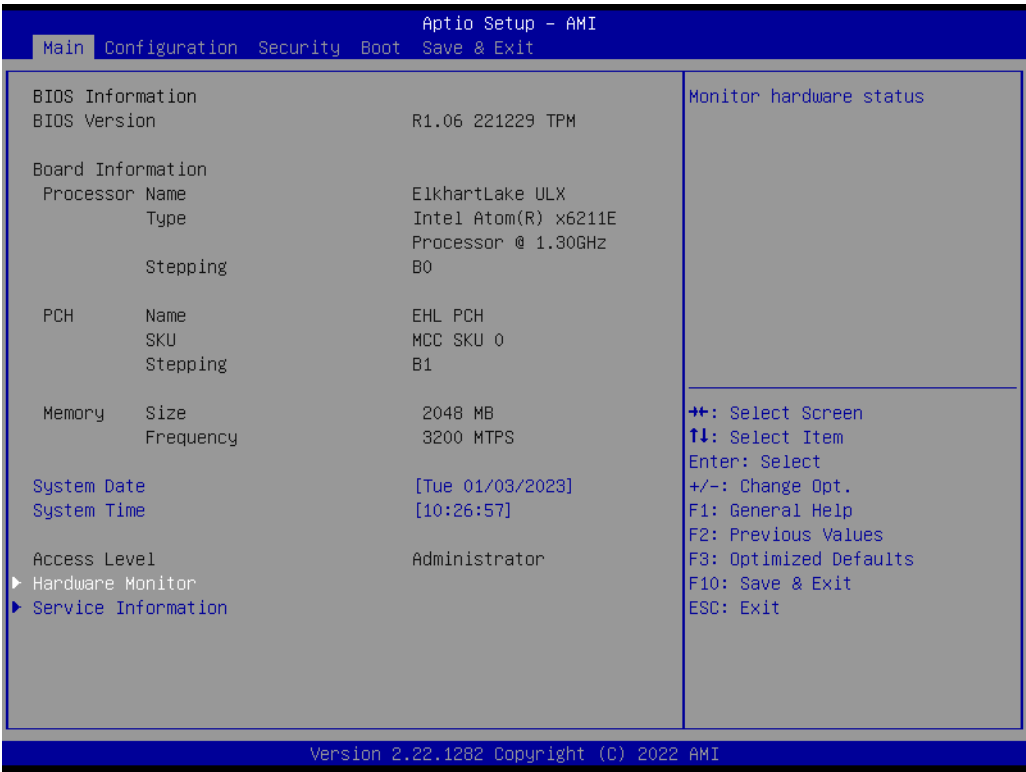 Aptio Setup – AMI
Main Configuration Security Boot Save & Exit
BIOS Information
BIOS Version R1.06 221229 TPM
Board Information
Processor Name ElkhartLake ULX
Type Intel Atom(R) x6211E
Processor @ 1.30GHz
Stepping B0
PCH Name EHL PCH
SKU MCC SKU 0
Stepping B1
Memory Size 2048 MB
Frequency 3200 MTPS
System Date [Tue 01/03/2023]
System Time [10:26:57]
Access Level Administrator
Hardware Monitor
Service Information
Monitor hardware status
→←: Select Screen
↑↓: Select Item
Enter: Select
+/-: Change Opt.
F1: General Help
F2: Previous Values
F3: Optimized Defaults
F10: Save & Exit
ESC: Exit
Version 2.22.1282 Copyright (C) 2022 AMI